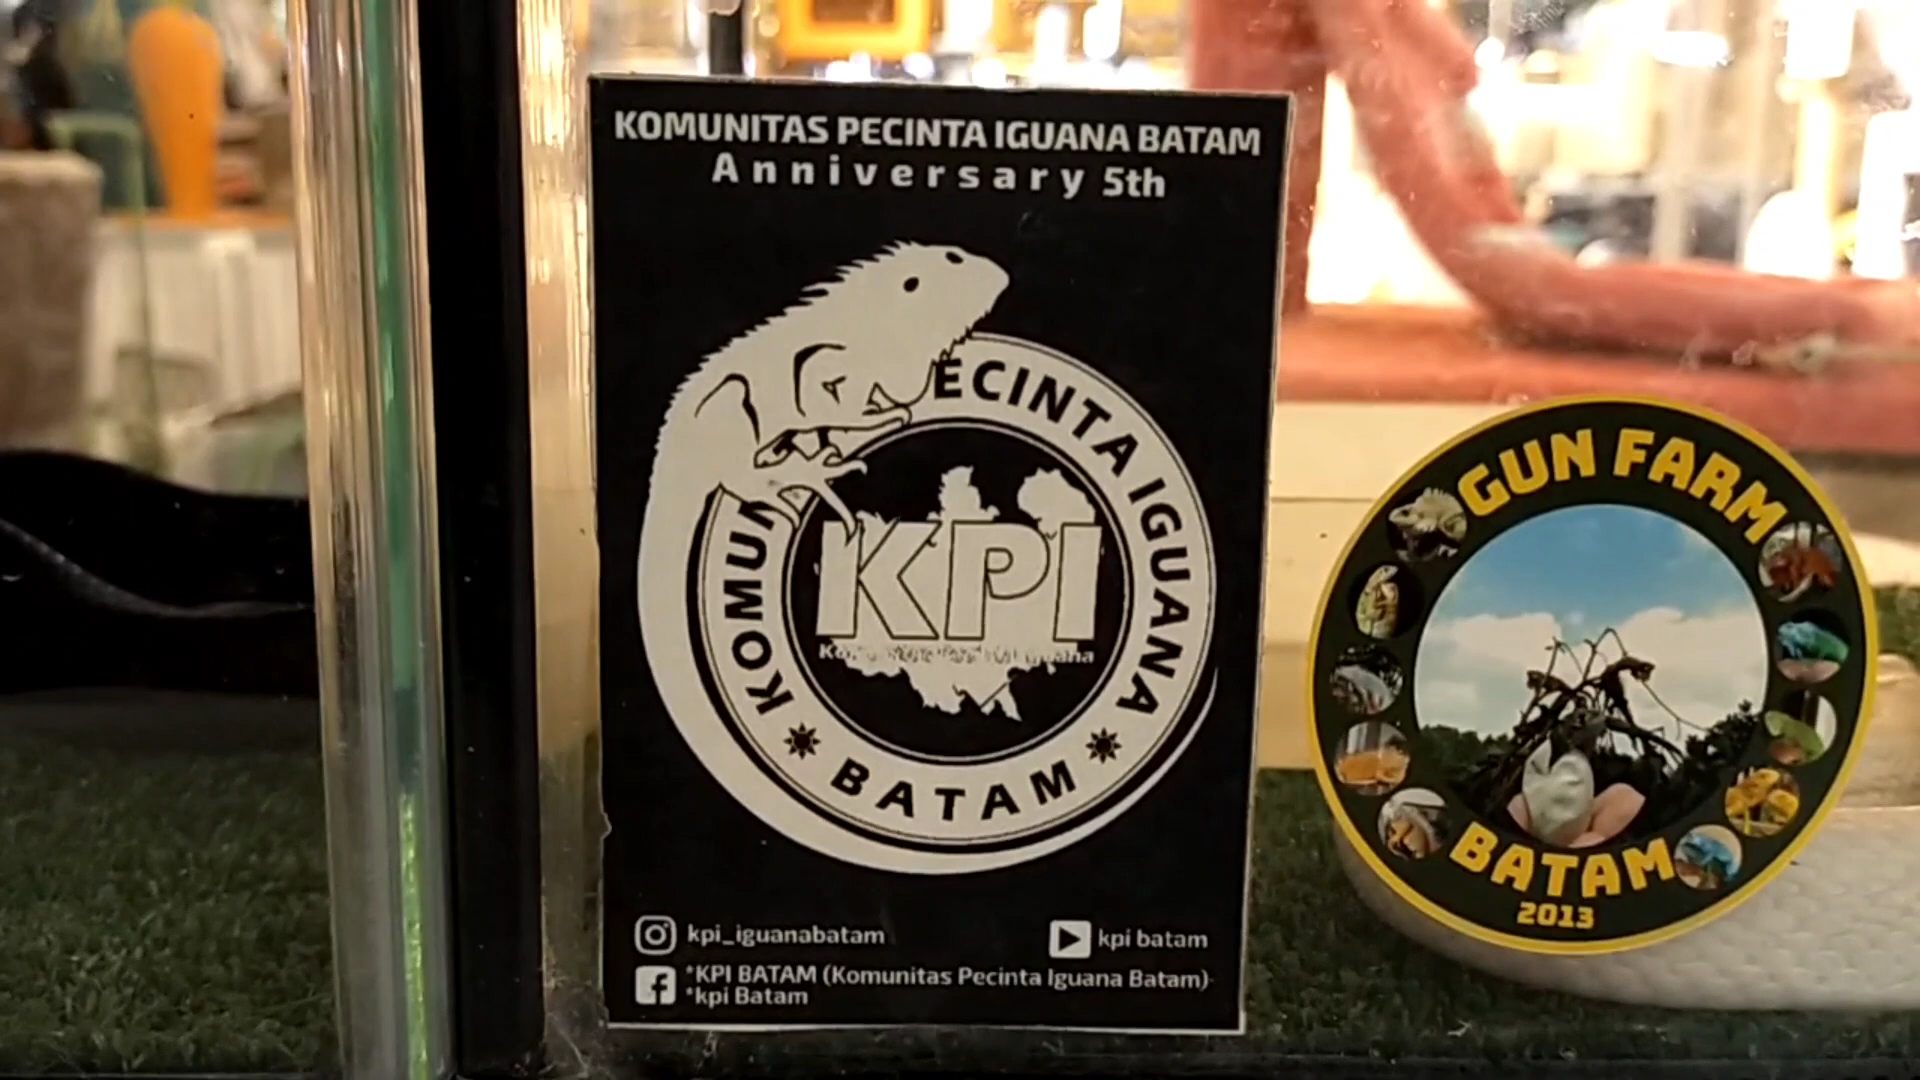 KOMUNITAS PECINTA IGUANA BATAM
Anniversary 5th
ECINTA IGUANA
KOMUN
KPI
BATAM
kpi_iguanabatam
kpi batam
*KPI BATAM (Komunitas Pecinta Iguana Batam)
*kpi Batam
GUN FARM
BATAM
2013